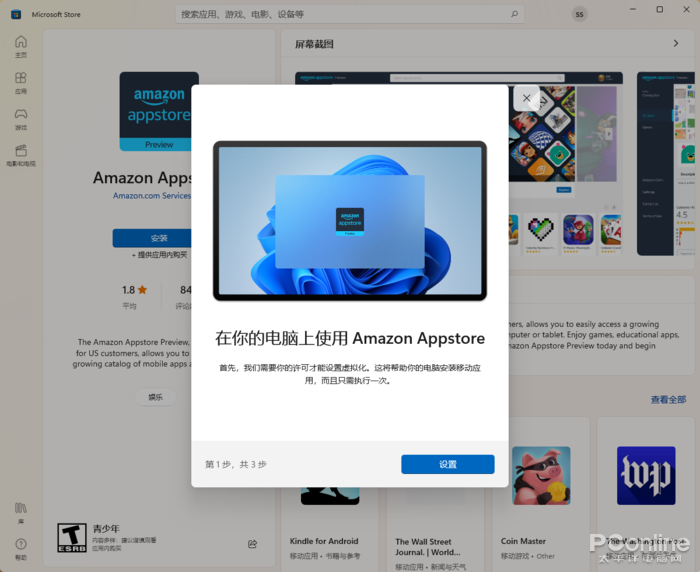 Microsoft Store
搜索应用、游戏、电影、设备等
SS
主页
应用
游戏
电影和电视
库
帮助
amazon
appstore
Preview
Amazon Apps
Amazon.com Services
安装
+ 提供应用内购买
1.8
84
平均
评论
The Amazon Appstore Preview,
for US customers, allows you to
growing catalog of mobile apps a
娱乐
ESRB
青少年
内容多样，建议谨慎观看
应用内购买
屏幕截图
amazon
appstore
Preview
在你的电脑上使用 Amazon Appstore
首先，我们需要你的许可才能设置虚拟化。这将帮助你的电脑安装移动应
用，而且只需执行一次。
第 1 步，共 3 步
设置
4.5
ners, allows you to easily access a growing
mputer or tablet. Enjoy games, educational apps,
mazon Appstore Preview today and begin
查看全部
Kindle for Android
移动应用 • 书籍与参考
The Wall Street
Journal. | World...
移动应用 • 新闻与天气
Coin Master
移动游戏 • Other
wp
The Washington Post
PConline
太平洋电脑网